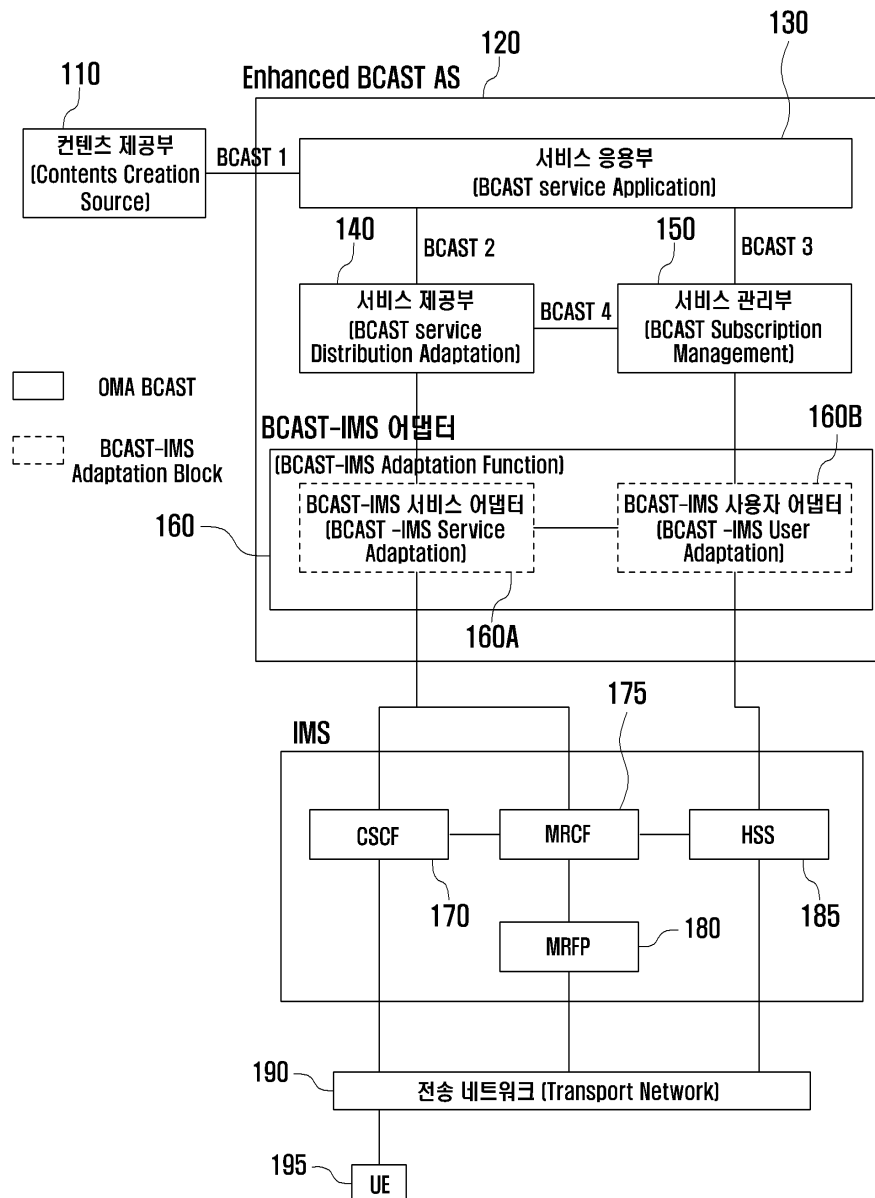 130
120
Enhanced BCAST AS
110
컨텐츠 제공부
(Contents Creation
Source)
BCAST 1
서비스 응용부
(BCAST service Application)
140
BCAST 2
150
BCAST 3
서비스 제공부
(BCAST service
Distribution Adaptation)
BCAST 4
서비스 관리부
(BCAST Subscription
Management)
OMA BCAST
BCAST-IMS
Adaptation Block
BCAST-IMS 어댑터
160B
(BCAST-IMS Adaptation Function)
BCAST-IMS 서비스 어댑터
(BCAST -IMS Service
Adaptation)
BCAST-IMS 사용자 어댑터
(BCAST -IMS User
Adaptation)
160
160A
175
IMS
CSCF
MRCF
HSS
170
185
MRFP
180
190
전송 네트워크 (Transport Network)
195
UE